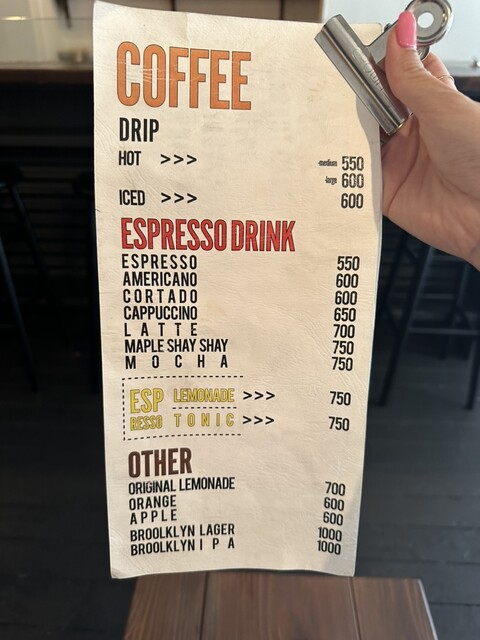 COFFEE
DRIP
HOT >>> -medium 550
-large 600
ICED >>> 600
ESPRESSO DRINK
ESPRESSO 550
AMERICANO 600
CORTADO 600
CAPPUCCINO 650
LATTE 700
MAPLE SHAY SHAY 750
MOCHA 750
ESP LEMONADE >>> 750
RESSO TONIC >>> 750
OTHER
ORIGINAL LEMONADE 700
ORANGE 600
APPLE 600
BROOKLYN LAGER 1000
BROOKLYN IPA 1000